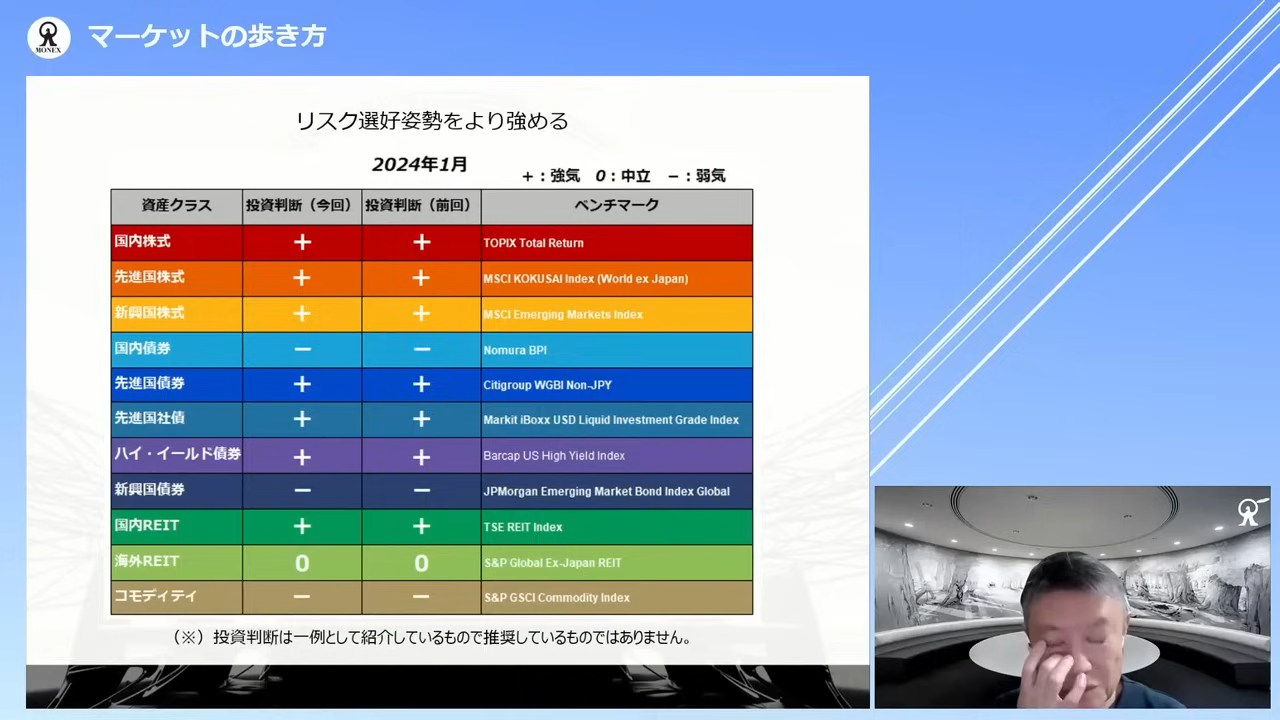 MONEX
マーケットの歩き方
リスク選好姿勢をより強める
2024年1月
+：強気 0：中立 −：弱気
資産クラス 投資判断（今回） 投資判断（前回） ベンチマーク
国内株式 + + TOPIX Total Return
先進国株式 + + MSCI KOKUSAI Index (World ex Japan)
新興国株式 + + MSCI Emerging Markets Index
国内債券 − − Nomura BPI
先進国債券 + + Citigroup WGBI Non-JPY
先進国社債 + + Markit iBoxx USD Liquid Investment Grade Index
ハイ・イールド債券 + + Barcap US High Yield Index
新興国債券 − − JPMorgan Emerging Market Bond Index Global
国内REIT + + TSE REIT Index
海外REIT 0 0 S&P Global Ex-Japan REIT
コモディティ − − S&P GSCI Commodity Index
（※）投資判断は一例として紹介しているもので推奨しているものではありません。